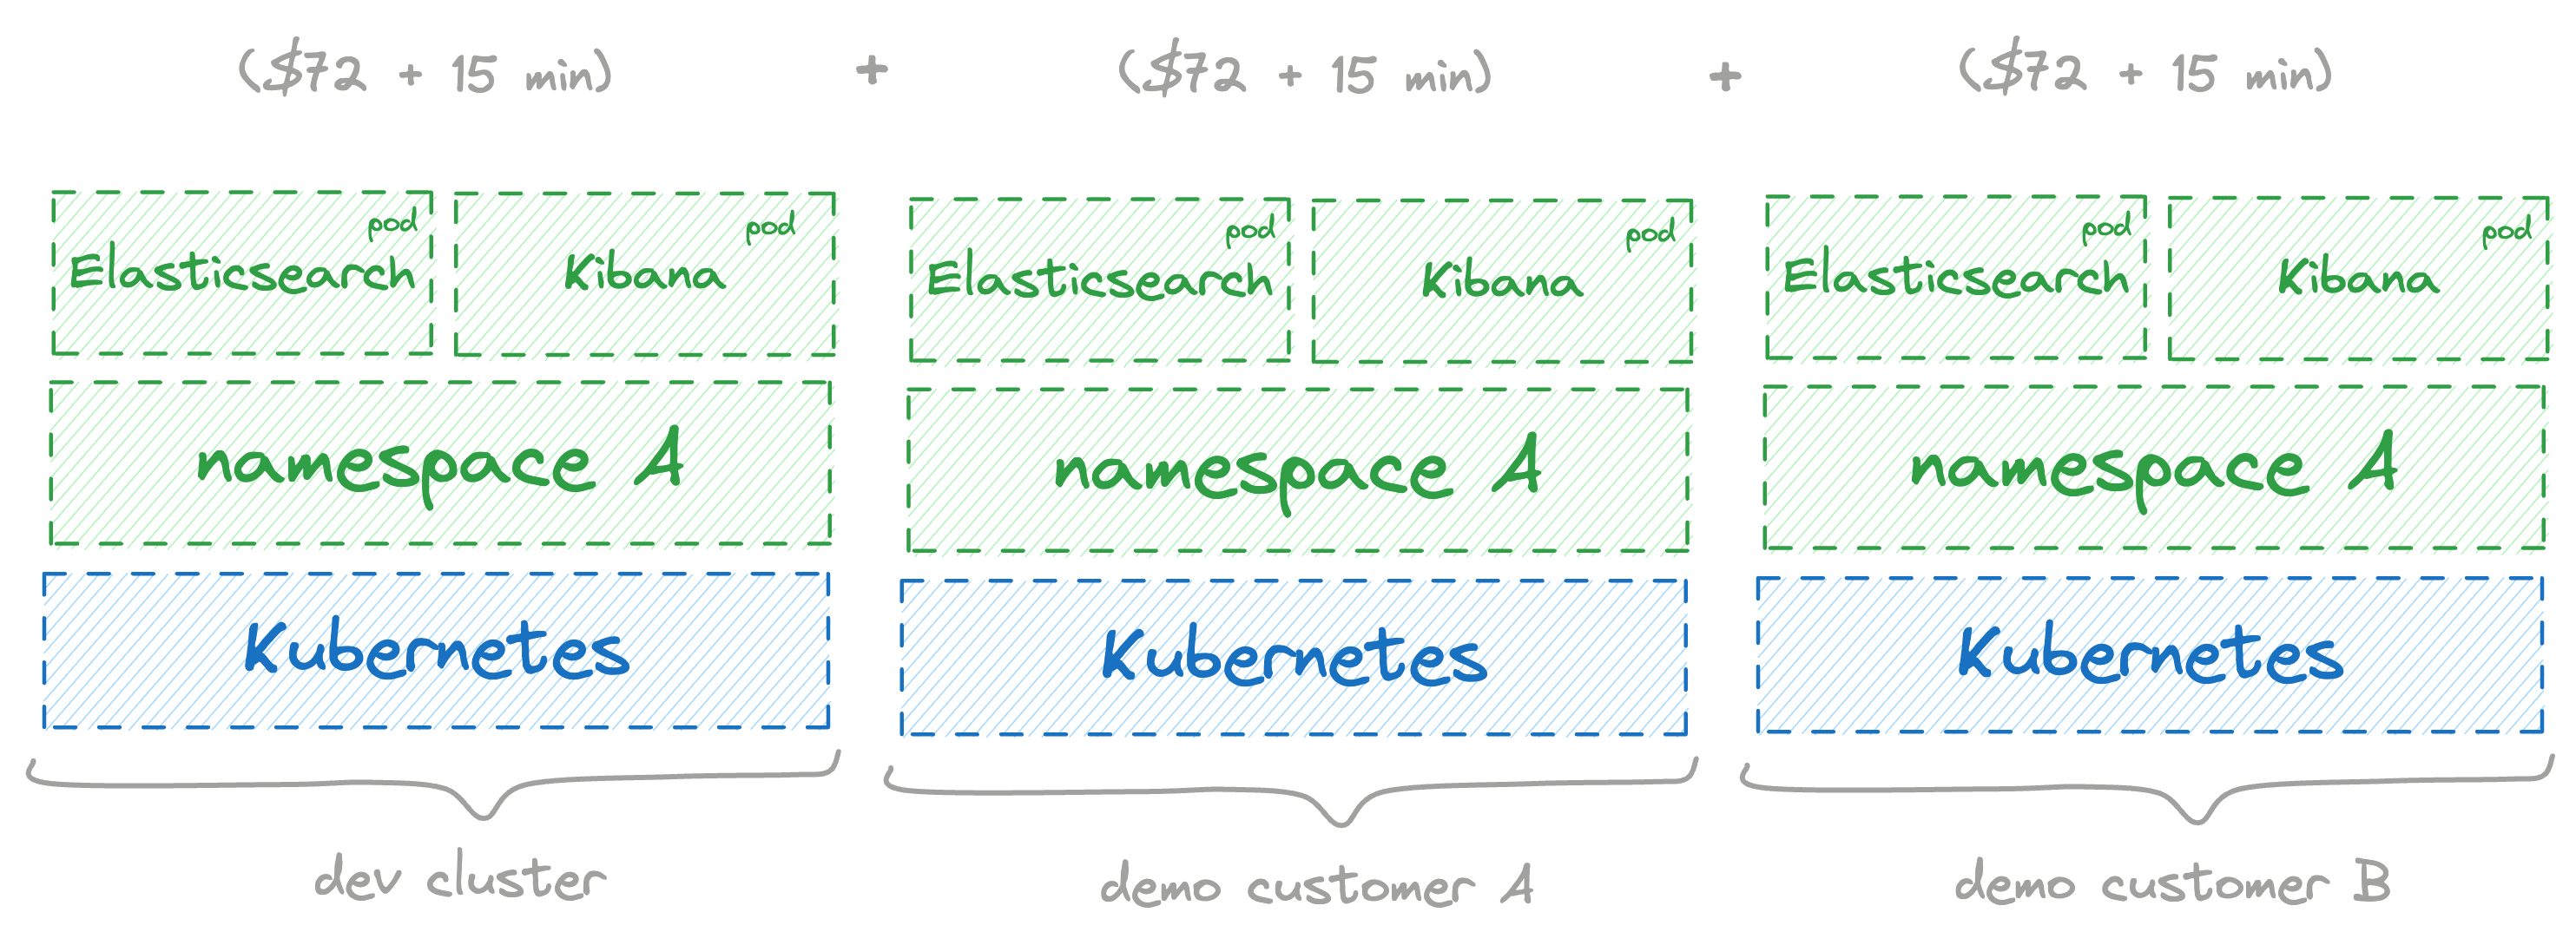 ($72 + 15 min) + ($72 + 15 min) + ($72 + 15 min)
pod pod pod pod pod pod
Elasticsearch Kibana Elasticsearch Kibana Elasticsearch Kibana
namespace A namespace A namespace A
Kubernetes Kubernetes Kubernetes
dev cluster demo customer A demo customer B